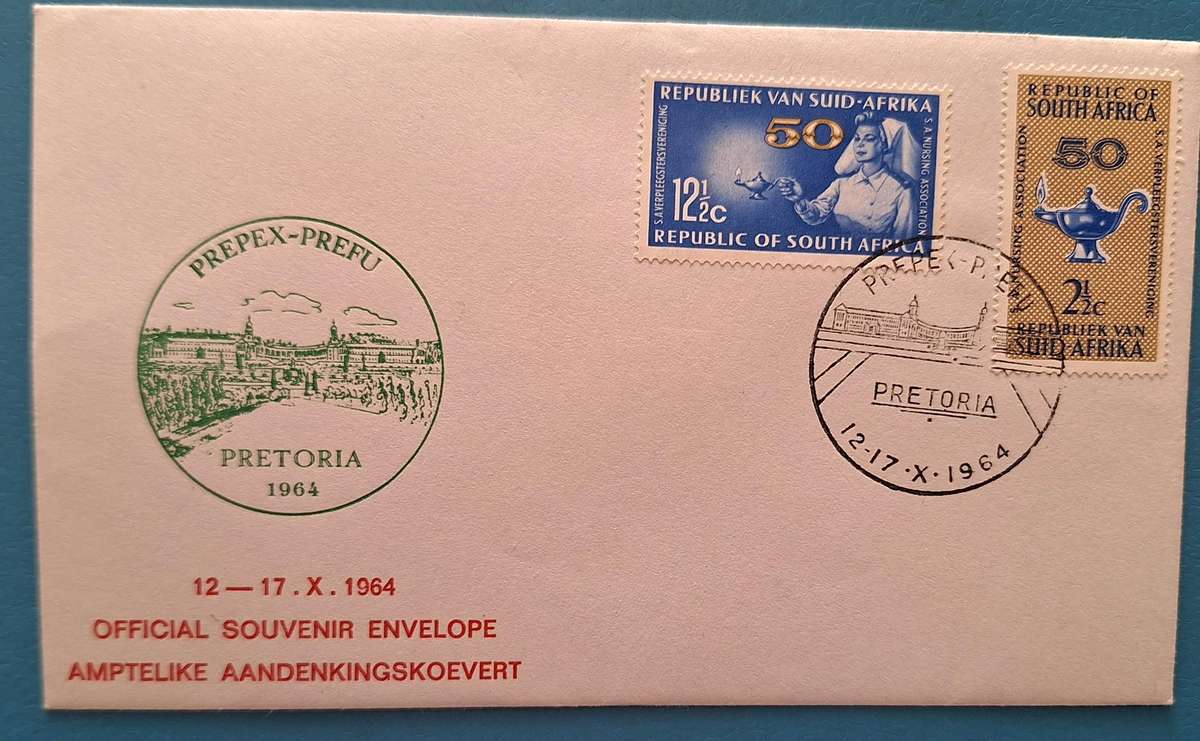 REPUBLIEK VAN SUID-AFRIKA
50
S.A. VERPLEEGSTERSVERENIGING
S.A. NURSING ASSOCIATION
12½c
REPUBLIC OF SOUTH AFRICA
REPUBLIC OF
SOUTH AFRICA
50
S.A. NURSING ASSOCIATION
S.A. VERPLEEGSTERSVERENIGING
2½c
REPUBLIEK VAN
SUID-AFRIKA
PREPEX-PREFU
PRETORIA
12-17·X·1964
PREPEX-PREFU
PRETORIA
1964
12 — 17 . X . 1964
OFFICIAL SOUVENIR ENVELOPE
AMPTELIKE AANDENKINGSKOEVERT